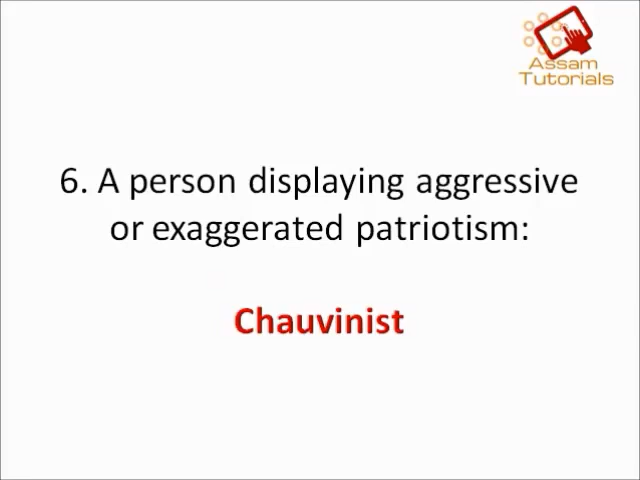 Assam
Tutorials
6. A person displaying aggressive
or exaggerated patriotism:
Chauvinist